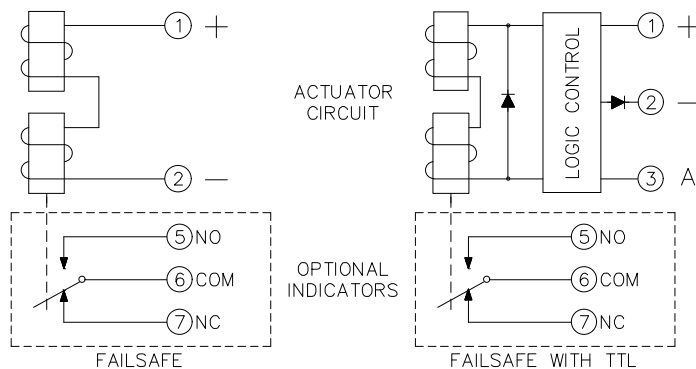 1 +
2 —
ACTUATOR
CIRCUIT
LOGIC CONTROL
1 +
2 —
3 A
5 NO
6 COM
7 NC
FAILSAFE
OPTIONAL
INDICATORS
5 NO
6 COM
7 NC
FAILSAFE WITH TTL